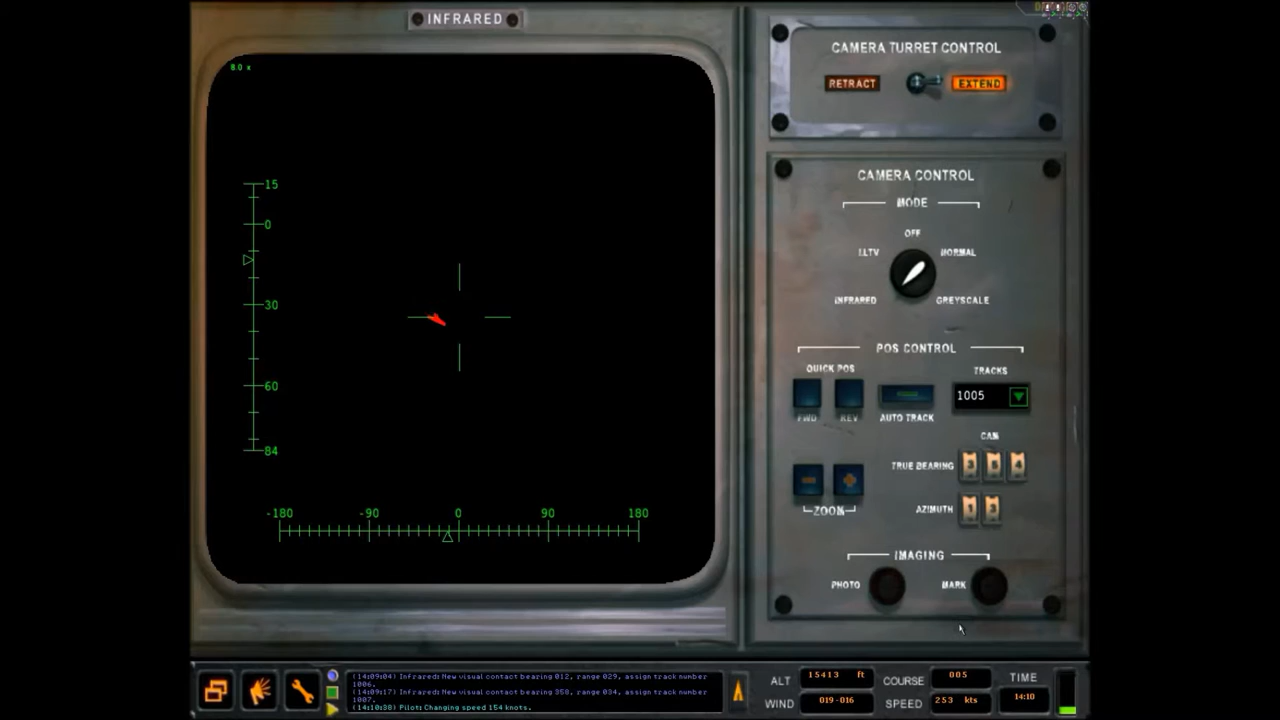 INFRARED
8.0 x
15
0
30
60
84
-180 -90 0 90 180
CAMERA TURRET CONTROL
RETRACT EXTEND
CAMERA CONTROL
MODE
OFF
LLTV NORMAL
INFRARED GREYSCALE
POS CONTROL
QUICK POS TRACKS
1005
FWD REV AUTO TRACK
CAM
TRUE BEARING 3 5 4
ZOOM AZIMUTH 1 3
IMAGING
PHOTO MARK
(14:09:04) Infrared: New visual contact bearing 012, range 029, assign track number
1006.
(14:09:17) Infrared: New visual contact bearing 358, range 034, assign track number
1007.
(14:10:30) Pilot: Changing speed 154 knots.
ALT 15413 ft COURSE 005 TIME
WIND 019-016 SPEED 253 kts 14:10